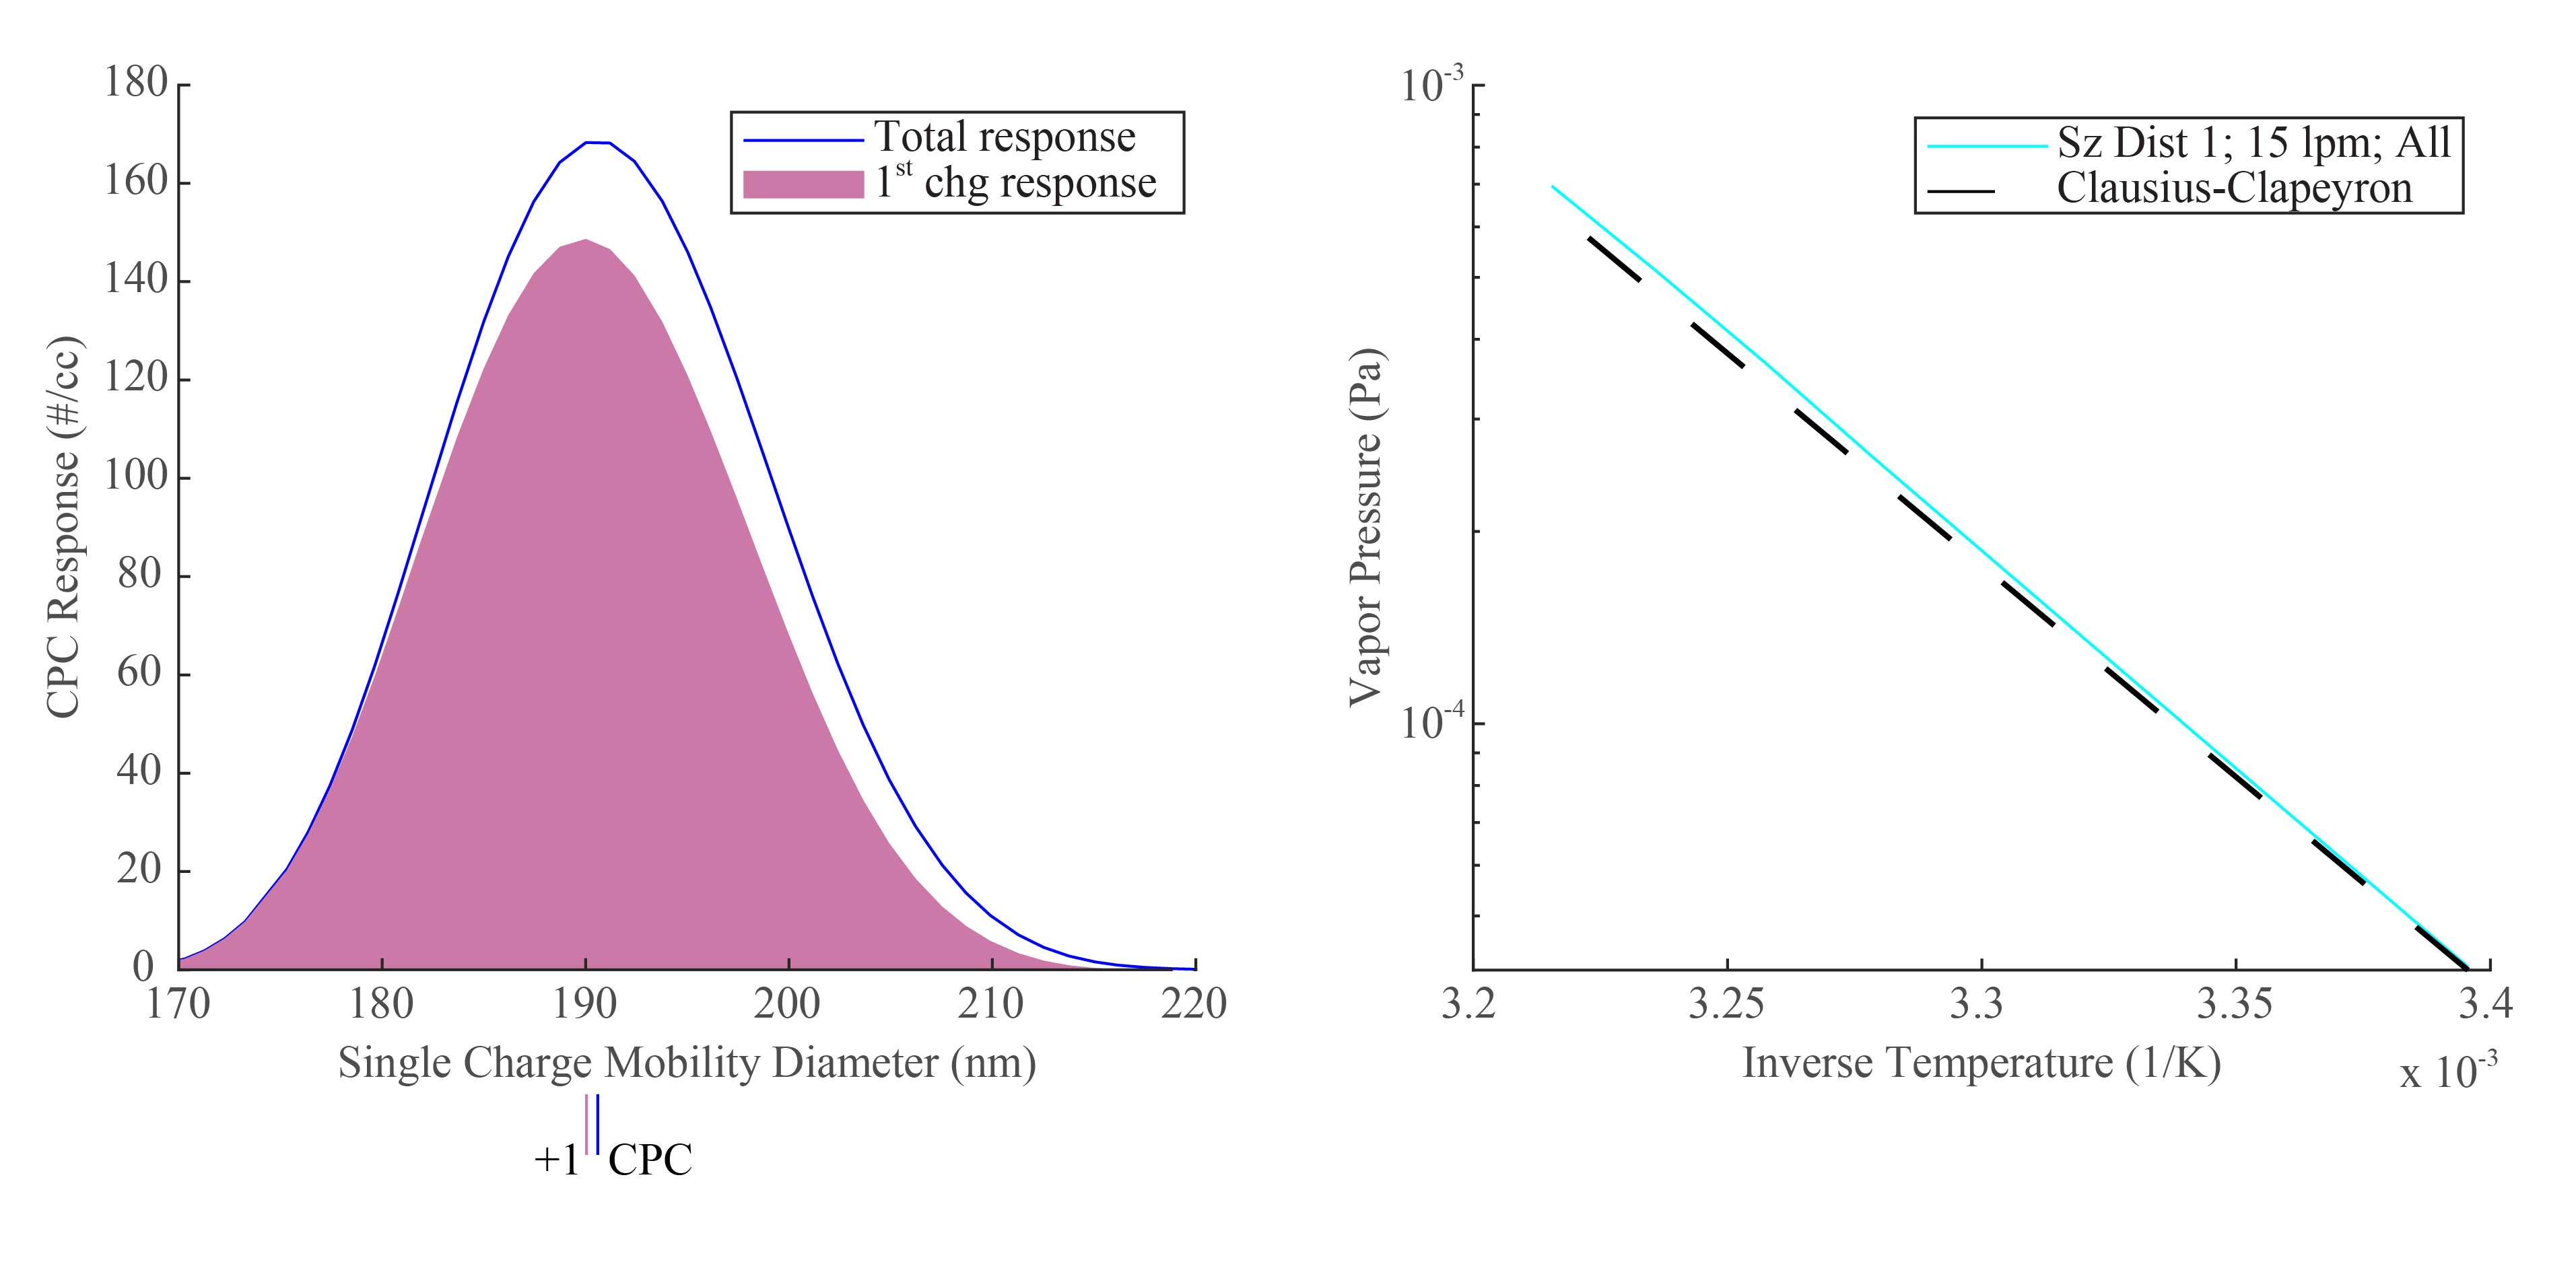 180
160
140
120
100
80
60
40
20
0
CPC Response (#/cc)
Total response
1st chg response
170 180 190 200 210 220
Single Charge Mobility Diameter (nm)
+1 CPC
10-3
10-4
Vapor Pressure (Pa)
Sz Dist 1; 15 lpm; All
Clausius-Clapeyron
3.2 3.25 3.3 3.35 3.4
Inverse Temperature (1/K)
x 10-3